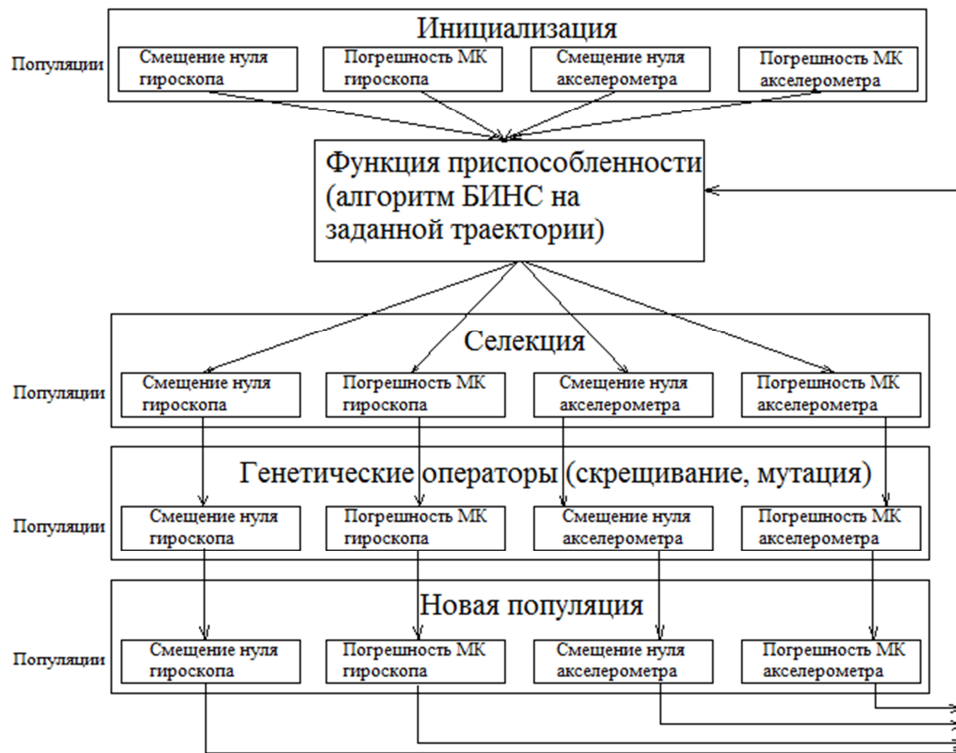 Инициализация
Популяции
Смещение нуля
гироскопа
Погрешность МК
гироскопа
Смещение нуля
акселерометра
Погрешность МК
акселерометра
Функция приспособленности
(алгоритм БИНС на
заданной траектории)
Селекция
Популяции
Смещение нуля
гироскопа
Погрешность МК
гироскопа
Смещение нуля
акселерометра
Погрешность МК
акселерометра
Генетические операторы (скрещивание, мутация)
Популяции
Смещение нуля
гироскопа
Погрешность МК
гироскопа
Смещение нуля
акселерометра
Погрешность МК
акселерометра
Новая популяция
Популяции
Смещение нуля
гироскопа
Погрешность МК
гироскопа
Смещение нуля
акселерометра
Погрешность МК
акселерометра